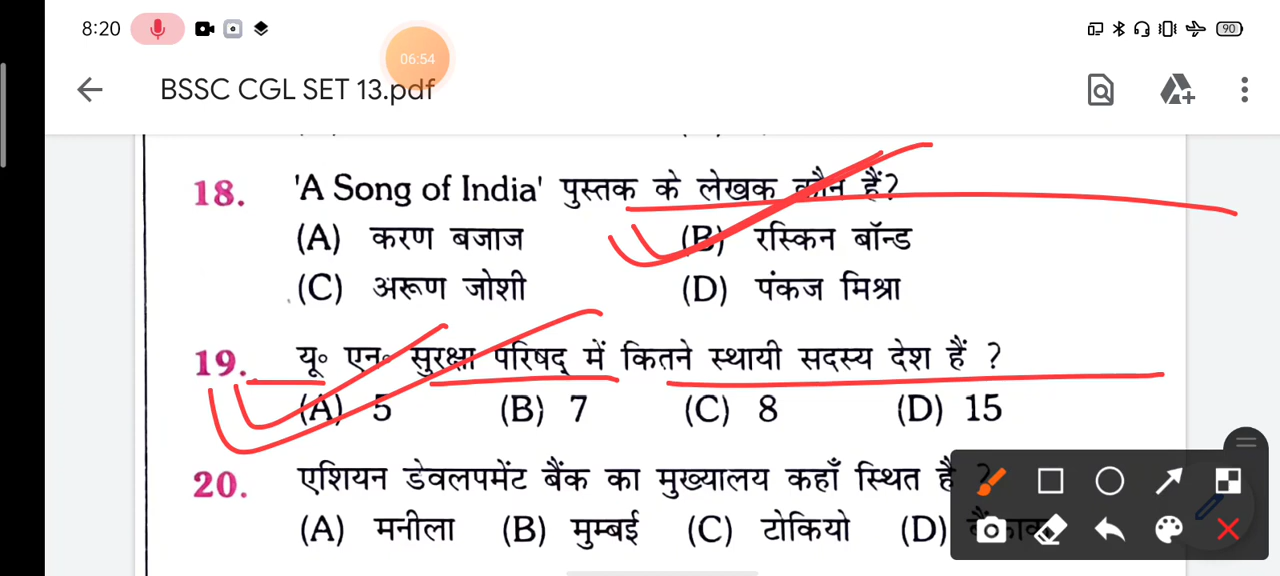 8:20
90
06:54
BSSC CGL SET 13.pdf
18. 'A Song of India' पुस्तक के लेखक कौन हैं?
(A) करण बजाज (B) रस्किन बॉन्ड
(C) अरूण जोशी (D) पंकज मिश्रा
19. यू॰ एन॰ सुरक्षा परिषद् में कितने स्थायी सदस्य देश हैं ?
(A) 5 (B) 7 (C) 8 (D) 15
20. एशियन डेवलपमेंट बैंक का मुख्यालय कहाँ स्थित है ?
(A) मनीला (B) मुम्बई (C) टोकियो (D)